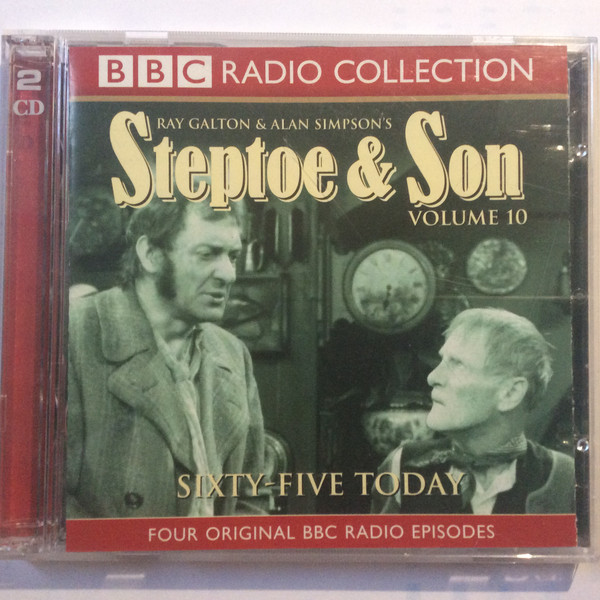 2
CD
BBC RADIO COLLECTION
RAY GALTON & ALAN SIMPSON'S
Steptoe & Son
VOLUME 10
SIXTY-FIVE TODAY
FOUR ORIGINAL BBC RADIO EPISODES